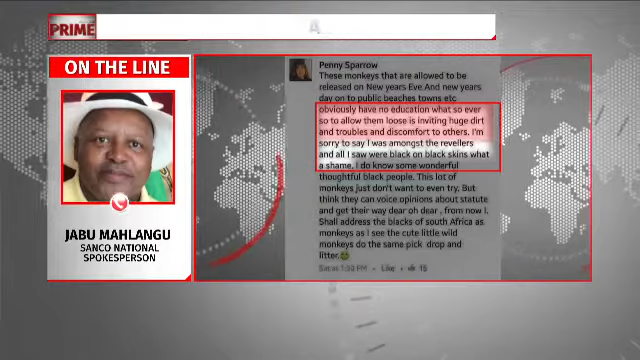 PRIME
A
ON THE LINE
JABU MAHLANGU
SANCO NATIONAL
SPOKESPERSON
Penny Sparrow
These monkeys that are allowed to be
released on New years Eve And new years
day on to public beaches towns etc
obviously have no education what so ever
so to allow them loose is inviting huge dirt
and troubles and discomfort to others. I'm
sorry to say I was amongst the revellers
and all I saw were black on black skins what
a shame. I do know some wonderful
thoughtful black people. This lot of
monkeys just don't want to even try. But
think they can voice opinions about statute
and get their way dear oh dear . from now I.
Shall address the blacks of south Africa as
monkeys as I see the cute little wild
monkeys do the same pick drop and
litter.
Sat at 1:50 PM • Like • 15